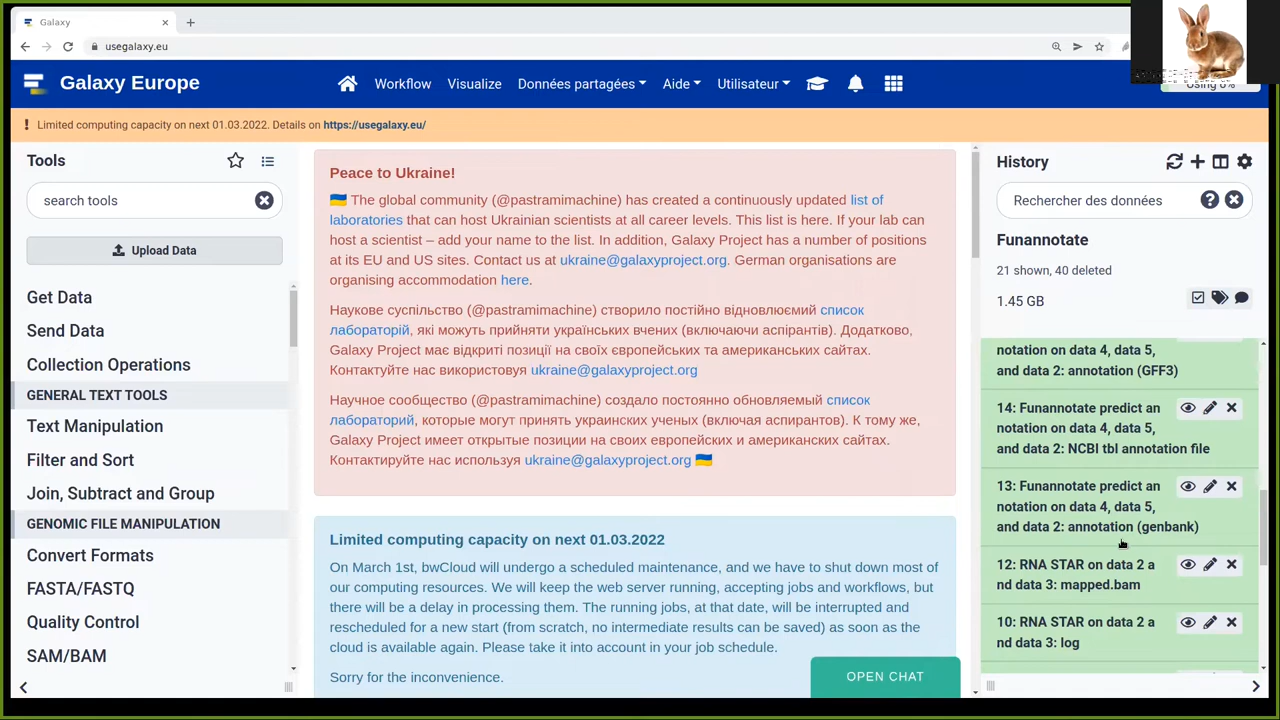 Galaxy
usegalaxy.eu
Galaxy Europe
Workflow
Visualize
Données partagées
Aide
Utilisateur
Using 6%
Limited computing capacity on next 01.03.2022. Details on https://usegalaxy.eu/
Tools
search tools
Upload Data
Get Data
Send Data
Collection Operations
GENERAL TEXT TOOLS
Text Manipulation
Filter and Sort
Join, Subtract and Group
GENOMIC FILE MANIPULATION
Convert Formats
FASTA/FASTQ
Quality Control
SAM/BAM
Peace to Ukraine!
🇺🇦 The global community (@pastramimachine) has created a continuously updated list of
laboratories that can host Ukrainian scientists at all career levels. This list is here. If your lab can
host a scientist – add your name to the list. In addition, Galaxy Project has a number of positions
at its EU and US sites. Contact us at ukraine@galaxyproject.org. German organisations are
organising accommodation here.
Наукове суспільство (@pastramimachine) створило постійно відновлюємий список
лабораторій, які можуть прийняти українських вчених (включаючи аспірантів). Додатково,
Galaxy Project має відкриті позиції на своїх європейських та американських сайтах.
Контактуйте нас використовуя ukraine@galaxyproject.org
Научное сообщество (@pastramimachine) создало постоянно обновляемый список
лабораторий, которые могут принять украинских ученых (включая аспирантов). К тому же,
Galaxy Project имеет открытые позиции на своих европейских и американских сайтах.
Контактируйте нас используя ukraine@galaxyproject.org 🇺🇦
Limited computing capacity on next 01.03.2022
On March 1st, bwCloud will undergo a scheduled maintenance, and we have to shut down most of
our computing resources. We will keep the web server running, accepting jobs and workflows, but
there will be a delay in processing them. The running jobs, at that date, will be interrupted and
rescheduled for a new start (from scratch, no intermediate results can be saved) as soon as the
cloud is available again. Please take it into account in your job schedule.
Sorry for the inconvenience.
OPEN CHAT
History
Rechercher des données
Funannotate
21 shown, 40 deleted
1.45 GB
notation on data 4, data 5,
and data 2: annotation (GFF3)
14: Funannotate predict an
notation on data 4, data 5,
and data 2: NCBI tbl annotation file
13: Funannotate predict an
notation on data 4, data 5,
and data 2: annotation (genbank)
12: RNA STAR on data 2 a
nd data 3: mapped.bam
10: RNA STAR on data 2 a
nd data 3: log